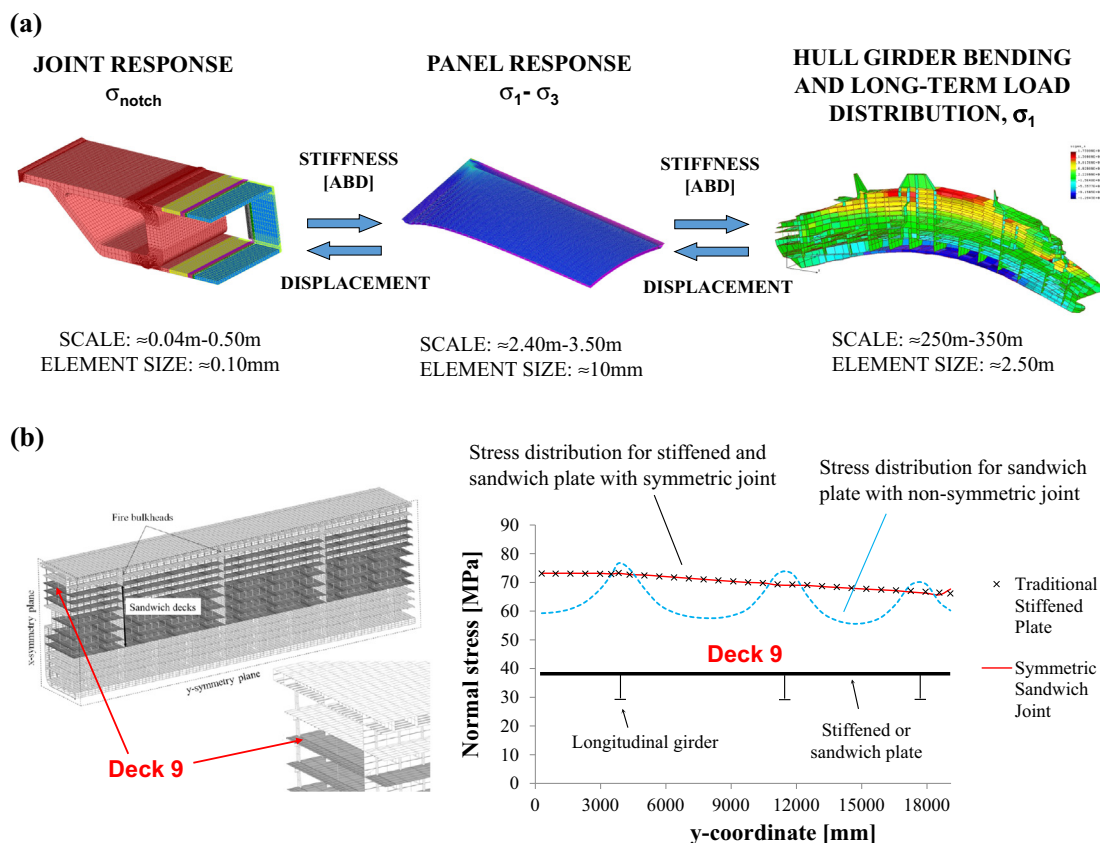 (a)
JOINT RESPONSE
σnotch
PANEL RESPONSE
σ1- σ3
HULL GIRDER BENDING
AND LONG-TERM LOAD
DISTRIBUTION, σ1
STIFFNESS
[ABD]
DISPLACEMENT
STIFFNESS
[ABD]
DISPLACEMENT
SCALE: ≈0.04m-0.50m
ELEMENT SIZE: ≈0.10mm
SCALE: ≈2.40m-3.50m
ELEMENT SIZE: ≈10mm
SCALE: ≈250m-350m
ELEMENT SIZE: ≈2.50m
(b)
Fire bulkheads
Sandwich decks
x-symmetry plane
y-symmetry plane
Deck 9
Stress distribution for stiffened and
sandwich plate with symmetric joint
Stress distribution for sandwich
plate with non-symmetric joint
Normal stress [MPa]
90
80
70
60
50
40
30
20
10
0
Deck 9
Longitudinal girder
Stiffened or
sandwich plate
0
3000
6000
9000
12000
15000
18000
y-coordinate [mm]
Traditional
Stiffened
Plate
Symmetric
Sandwich
Joint